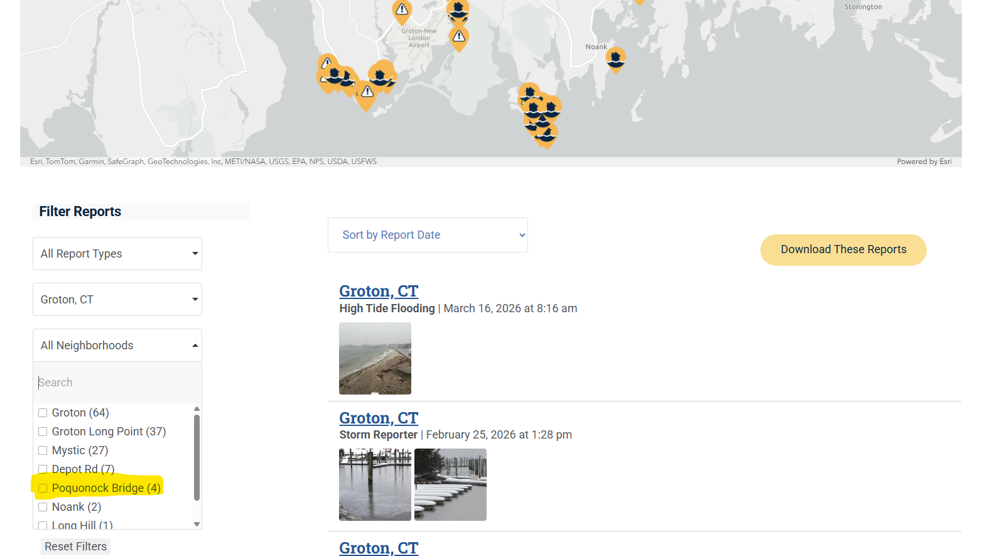 Stonington
Groton-New
London
Airport
Noank
Esri, TomTom, Garmin, SafeGraph, GeoTechnologies, Inc, METI/NASA, USGS, EPA, NPS, USDA, USFWS
Powered by Esri
Filter Reports
All Report Types
Groton, CT
All Neighborhoods
Search
Groton (64)
Groton Long Point (37)
Mystic (27)
Depot Rd (7)
Poquonock Bridge (4)
Noank (2)
Long Hill (1)
Reset Filters
Sort by Report Date
Download These Reports
Groton, CT
High Tide Flooding | March 16, 2026 at 8:16 am
Groton, CT
Storm Reporter | February 25, 2026 at 1:28 pm
Groton, CT